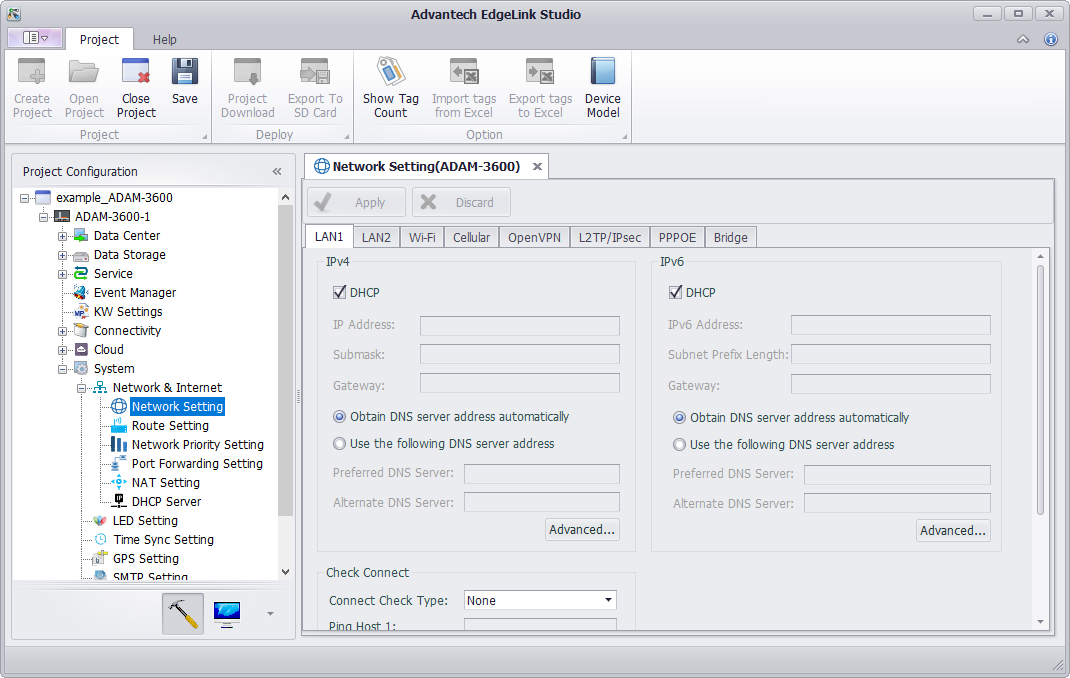 Advantech EdgeLink Studio
Project
Help
Create Project
Open Project
Close Project
Save
Project Download
Export To SD Card
Show Tag Count
Import tags from Excel
Export tags to Excel
Device Model
Project
Deploy
Option
Project Configuration
example_ADAM-3600
ADAM-3600-1
Data Center
Data Storage
Service
Event Manager
KW Settings
Connectivity
Cloud
System
Network & Internet
Network Setting
Route Setting
Network Priority Setting
Port Forwarding Setting
NAT Setting
DHCP Server
LED Setting
Time Sync Setting
GPS Setting
SMTP Setting
Network Setting(ADAM-3600)
Apply
Discard
LAN1
LAN2
Wi-Fi
Cellular
OpenVPN
L2TP/IPsec
PPPOE
Bridge
IPv4
DHCP
IP Address:
Submask:
Gateway:
Obtain DNS server address automatically
Use the following DNS server address
Preferred DNS Server:
Alternate DNS Server:
Advanced...
IPv6
DHCP
IPv6 Address:
Subnet Prefix Length:
Gateway:
Obtain DNS server address automatically
Use the following DNS server address
Preferred DNS Server:
Alternate DNS Server:
Advanced...
Check Connect
Connect Check Type:
None
Ping Host 1: